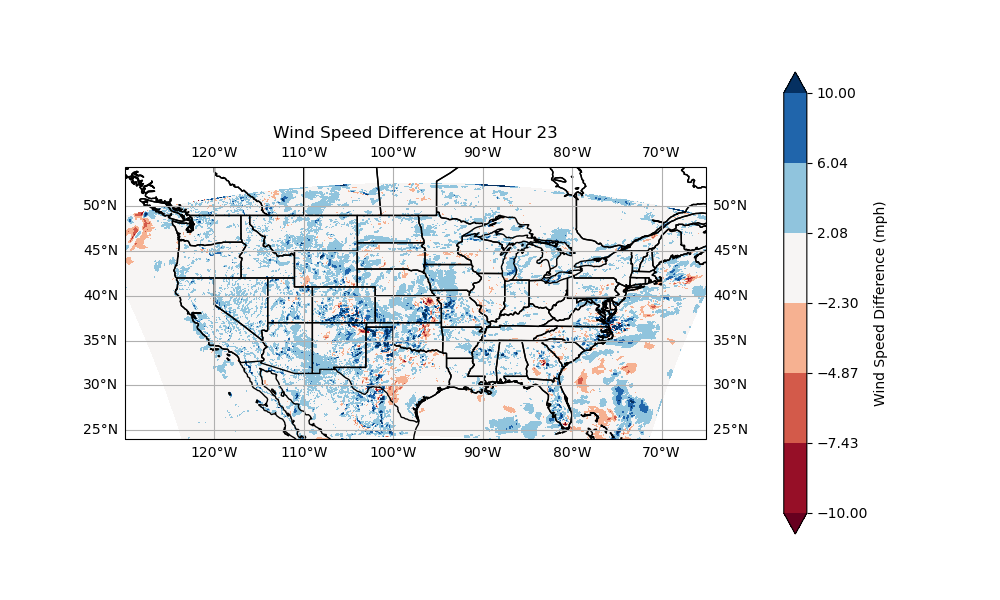 Wind Speed Difference at Hour 23
120°W 110°W 100°W 90°W 80°W 70°W
50°N 50°N
45°N 45°N
40°N 40°N
35°N 35°N
30°N 30°N
25°N 25°N
120°W 110°W 100°W 90°W 80°W 70°W
10.00
6.04
2.08
−2.30
−4.87
−7.43
−10.00
Wind Speed Difference (mph)